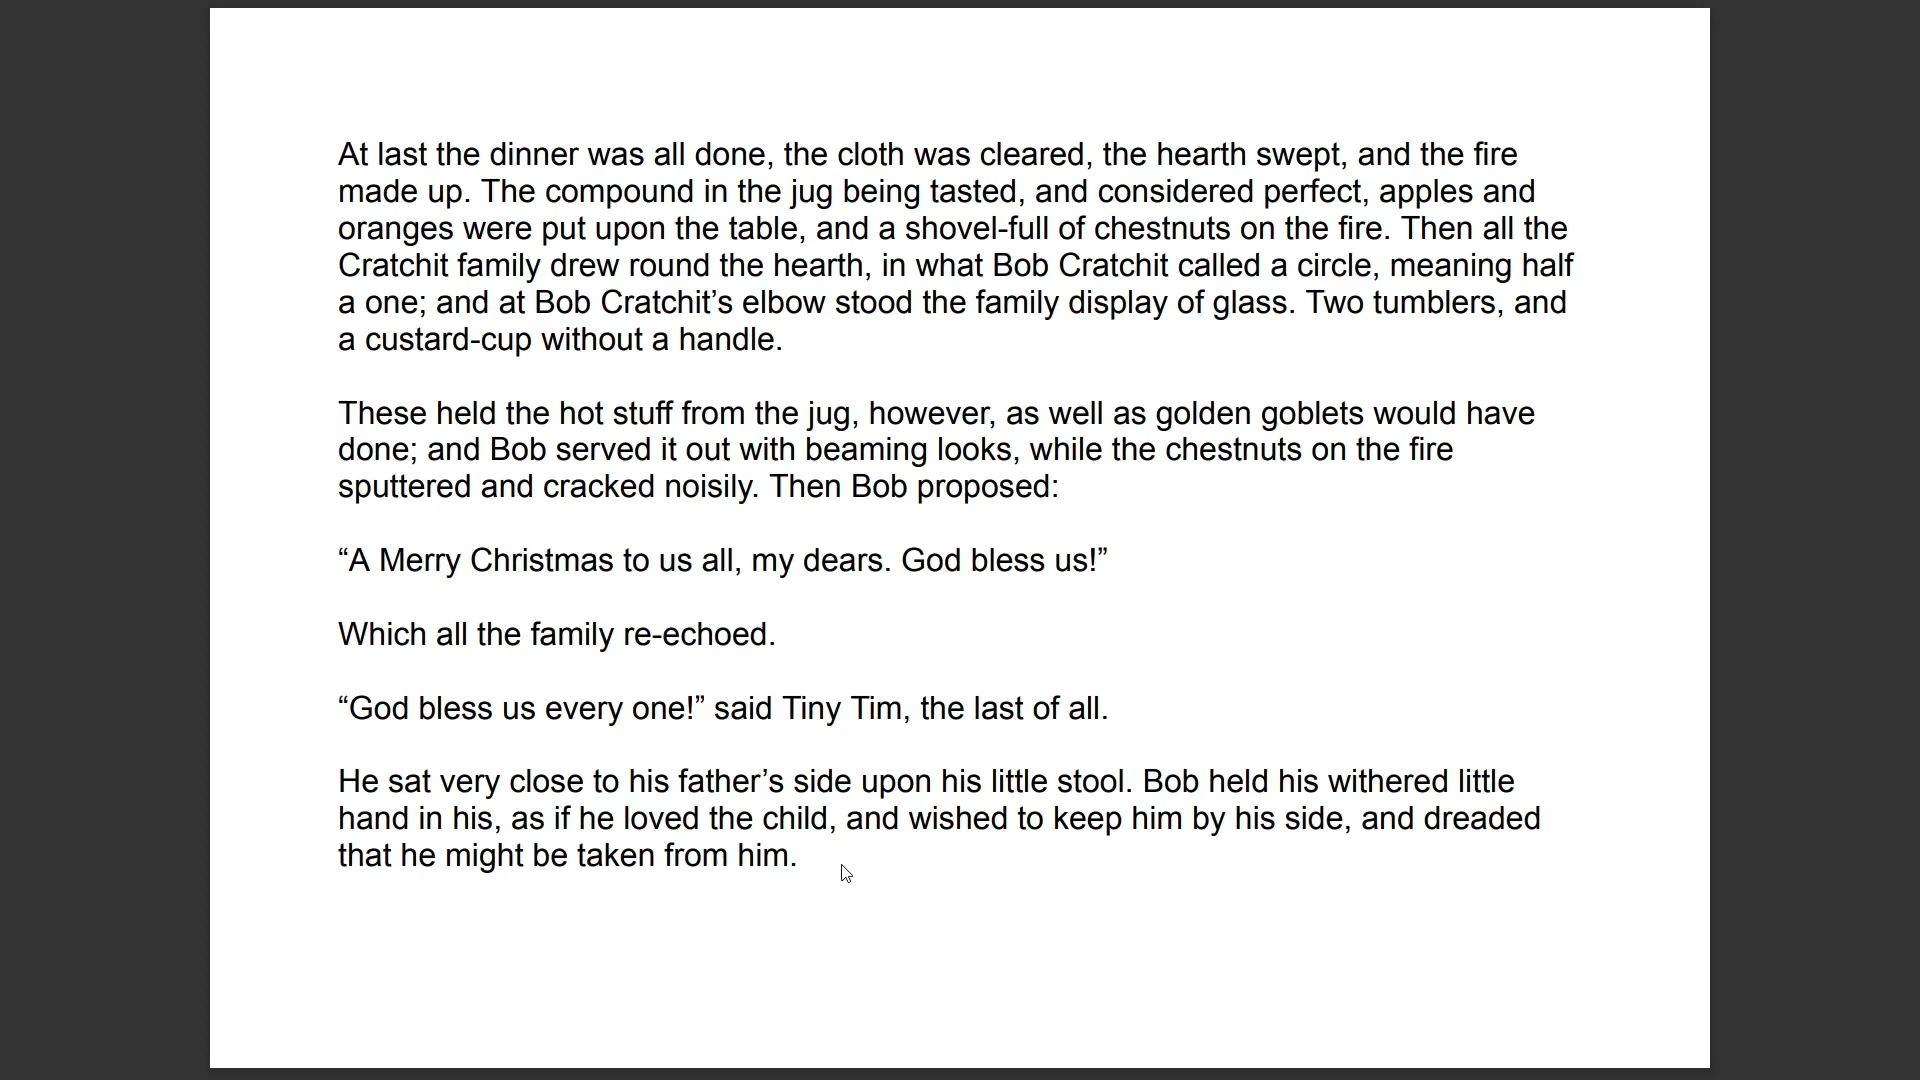 At last the dinner was all done, the cloth was cleared, the hearth swept, and the fire
made up. The compound in the jug being tasted, and considered perfect, apples and
oranges were put upon the table, and a shovel-full of chestnuts on the fire. Then all the
Cratchit family drew round the hearth, in what Bob Cratchit called a circle, meaning half
a one; and at Bob Cratchit’s elbow stood the family display of glass. Two tumblers, and
a custard-cup without a handle.
These held the hot stuff from the jug, however, as well as golden goblets would have
done; and Bob served it out with beaming looks, while the chestnuts on the fire
sputtered and cracked noisily. Then Bob proposed:
“A Merry Christmas to us all, my dears. God bless us!”
Which all the family re-echoed.
“God bless us every one!” said Tiny Tim, the last of all.
He sat very close to his father’s side upon his little stool. Bob held his withered little
hand in his, as if he loved the child, and wished to keep him by his side, and dreaded
that he might be taken from him.